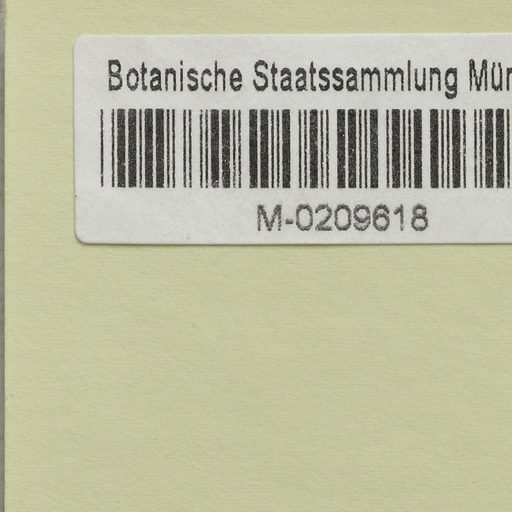 Botanische Staatssammlung Mün
M-0209618